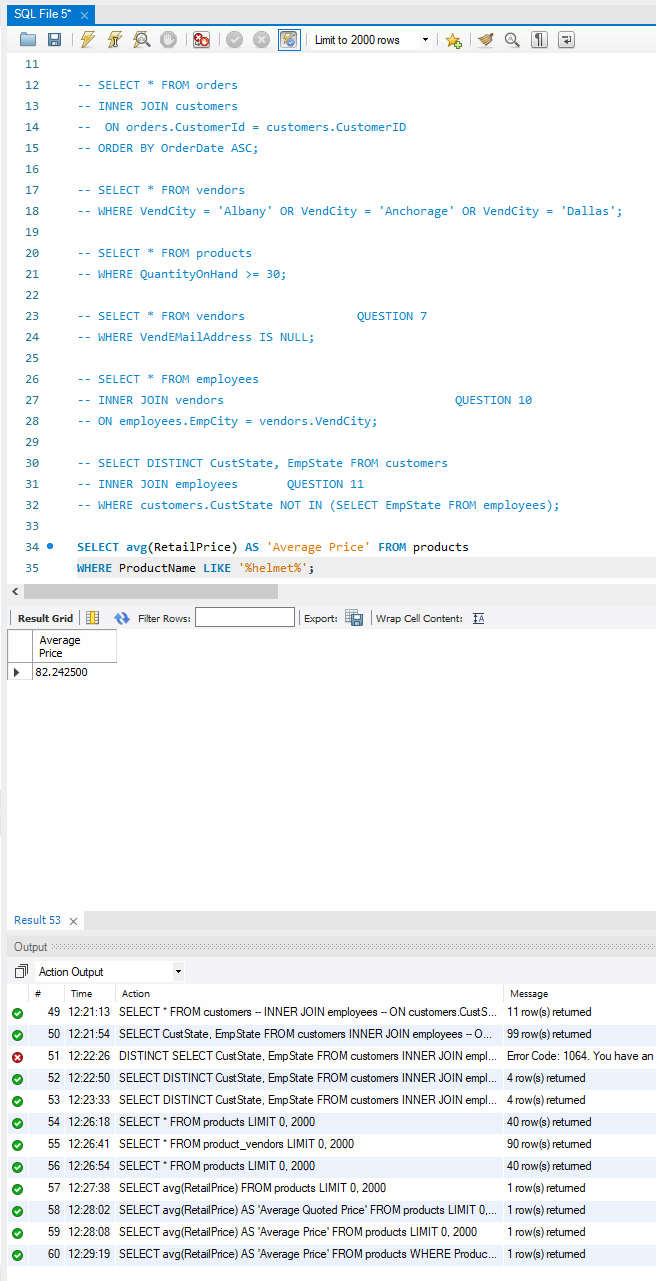 SQL File 5*
Limit to 2000 rows
11
12 -- SELECT * FROM orders
13 -- INNER JOIN customers
14 --  ON orders.CustomerId = customers.CustomerID
15 -- ORDER BY OrderDate ASC;
16
17 -- SELECT * FROM vendors
18 -- WHERE VendCity = 'Albany' OR VendCity = 'Anchorage' OR VendCity = 'Dallas';
19
20 -- SELECT * FROM products
21 -- WHERE QuantityOnHand >= 30;
22
23 -- SELECT * FROM vendors QUESTION 7
24 -- WHERE VendEMailAddress IS NULL;
25
26 -- SELECT * FROM employees
27 -- INNER JOIN vendors QUESTION 10
28 -- ON employees.EmpCity = vendors.VendCity;
29
30 -- SELECT DISTINCT CustState, EmpState FROM customers
31 -- INNER JOIN employees QUESTION 11
32 -- WHERE customers.CustState NOT IN (SELECT EmpState FROM employees);
33
34 SELECT avg(RetailPrice) AS 'Average Price' FROM products
35 WHERE ProductName LIKE '%helmet%';
Result Grid Filter Rows: Export: Wrap Cell Content:
Average
Price
82.242500
Result 53
Output
Action Output
# Time Action Message
49 12:21:13 SELECT * FROM customers -- INNER JOIN employees -- ON customers.CustS... 11 row(s) returned
50 12:21:54 SELECT CustState, EmpState FROM customers INNER JOIN employees -- O... 99 row(s) returned
51 12:22:26 DISTINCT SELECT CustState, EmpState FROM customers INNER JOIN empl... Error Code: 1064. You have an
52 12:22:50 SELECT DISTINCT CustState, EmpState FROM customers INNER JOIN empl... 4 row(s) returned
53 12:23:33 SELECT DISTINCT CustState, EmpState FROM customers INNER JOIN empl... 4 row(s) returned
54 12:26:18 SELECT * FROM products LIMIT 0, 2000 40 row(s) returned
55 12:26:41 SELECT * FROM product_vendors LIMIT 0, 2000 90 row(s) returned
56 12:26:54 SELECT * FROM products LIMIT 0, 2000 40 row(s) returned
57 12:27:38 SELECT avg(RetailPrice) FROM products LIMIT 0, 2000 1 row(s) returned
58 12:28:02 SELECT avg(RetailPrice) AS 'Average Quoted Price' FROM products LIMIT 0,... 1 row(s) returned
59 12:28:08 SELECT avg(RetailPrice) AS 'Average Price' FROM products LIMIT 0, 2000 1 row(s) returned
60 12:29:19 SELECT avg(RetailPrice) AS 'Average Price' FROM products WHERE Produc... 1 row(s) returned